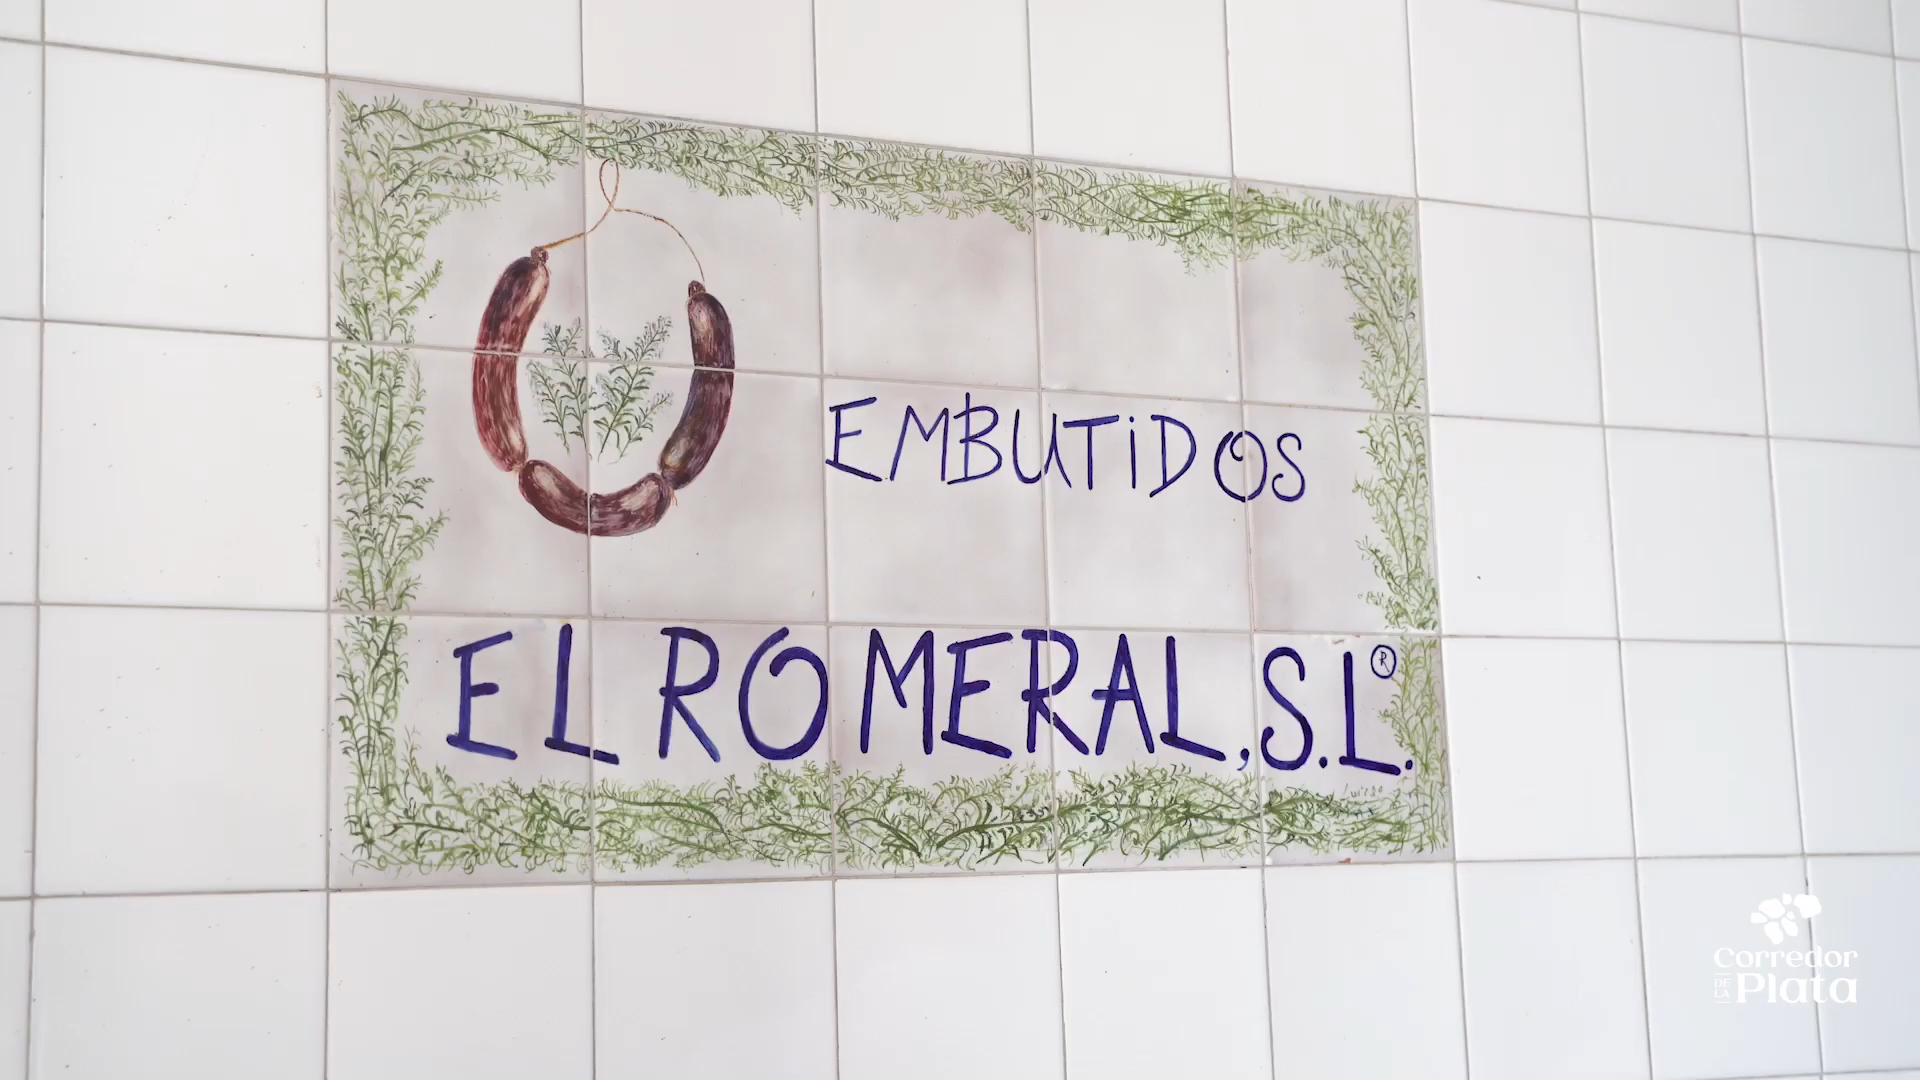 EMBUTiDOS
EL ROMERAL, S.L.®
Corredor
DE LA Plata